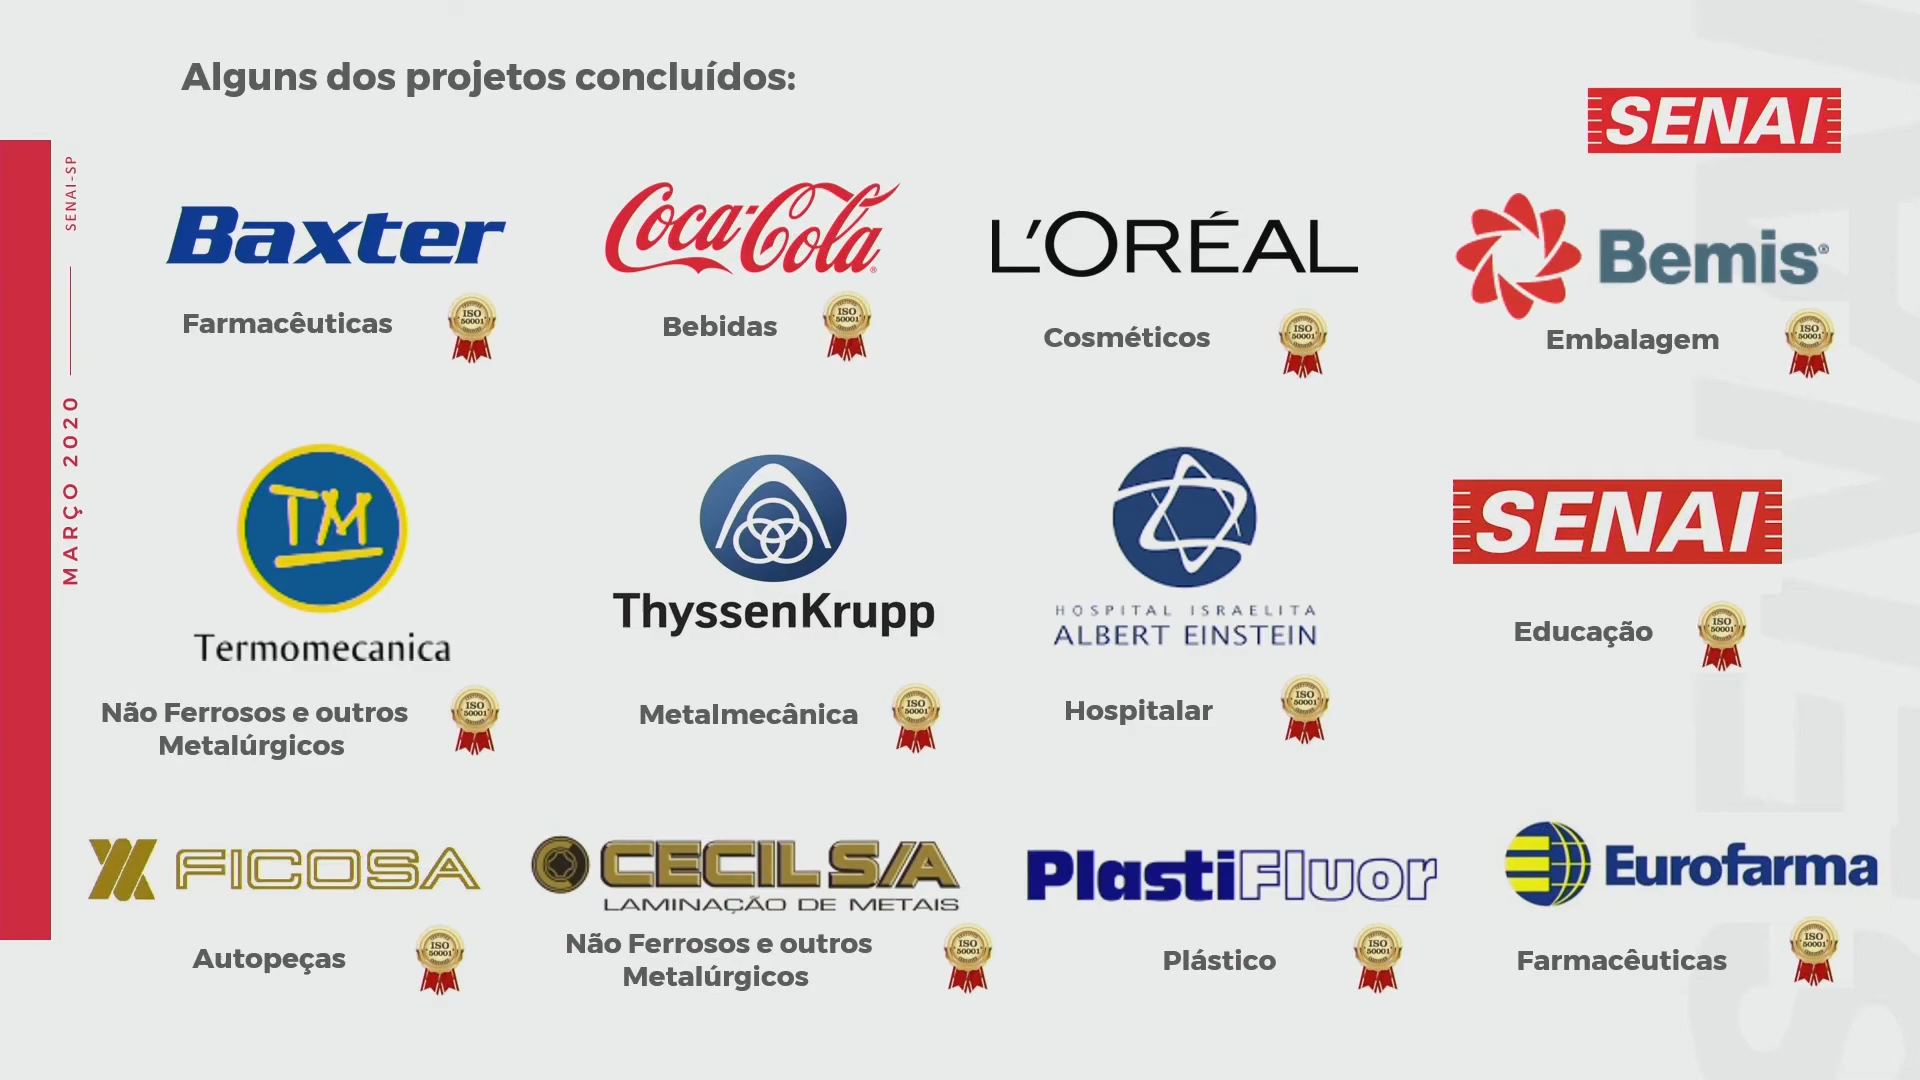 Alguns dos projetos concluídos:
SENAI
SENAI-SP
MARÇO 2020
Baxter
Farmacêuticas
ISO
50001
Coca-Cola
Bebidas
ISO
50001
L'ORÉAL
Cosméticos
ISO
50001
Bemis®
Embalagem
ISO
50001
TM
Termomecanica
Não Ferrosos e outros
Metalúrgicos
ISO
50001
ThyssenKrupp
Metalmecânica
ISO
50001
HOSPITAL ISRAELITA
ALBERT EINSTEIN
Hospitalar
ISO
50001
SENAI
Educação
ISO
50001
FICOSA
Autopeças
ISO
50001
CECIL S/A
LAMINAÇÃO DE METAIS
Não Ferrosos e outros
Metalúrgicos
ISO
50001
PlastiFluor
Plástico
ISO
50001
Eurofarma
Farmacêuticas
ISO
50001